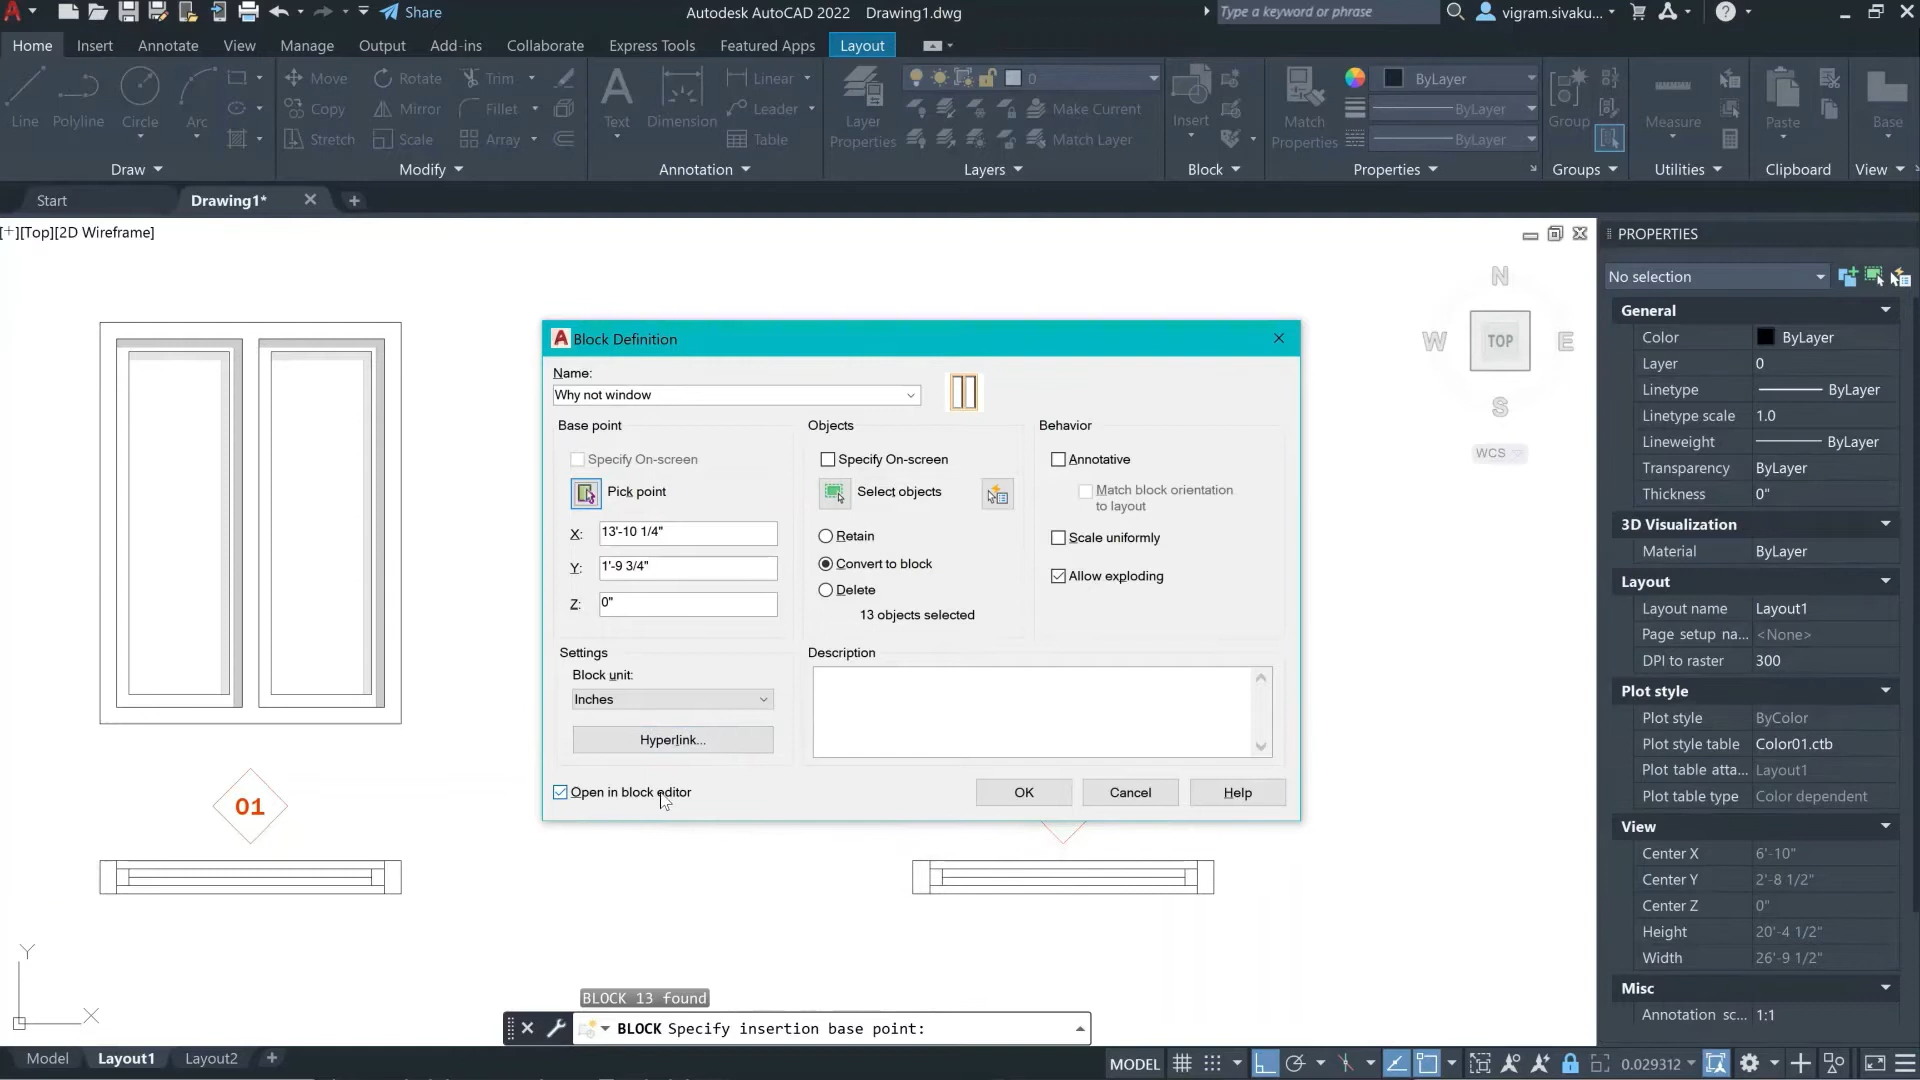 Share
Autodesk AutoCAD 2022 Drawing1.dwg
Type a keyword or phrase
vigram.sivaku...
Home Insert Annotate View Manage Output Add-ins Collaborate Express Tools Featured Apps Layout
Line Polyline Circle Arc
Move Rotate Trim
Copy Mirror Fillet
Stretch Scale Array
Text Dimension
Linear
Leader
Table
Layer
Properties
0
Make Current
Match Layer
Insert
Match
Properties
ByLayer
ByLayer
ByLayer
Group
Measure
Paste
Base
Draw Modify Annotation Layers Block Properties Groups Utilities Clipboard View
Start Drawing1*
[+][Top][2D Wireframe]
N
W TOP E
S
WCS
01
Block Definition
Name:
Why not window
Base point
Specify On-screen
Pick point
X: 13'-10 1/4"
Y: 1'-9 3/4"
Z: 0"
Objects
Specify On-screen
Select objects
Retain
Convert to block
Delete
13 objects selected
Behavior
Annotative
Match block orientation
to layout
Scale uniformly
Allow exploding
Settings
Block unit:
Inches
Hyperlink...
Description
Open in block editor
OK Cancel Help
PROPERTIES
No selection
General
Color ByLayer
Layer 0
Linetype ByLayer
Linetype scale 1.0
Lineweight ByLayer
Transparency ByLayer
Thickness 0"
3D Visualization
Material ByLayer
Layout
Layout name Layout1
Page setup na... <None>
DPI to raster 300
Plot style
Plot style ByColor
Plot style table Color01.ctb
Plot table atta... Layout1
Plot table type Color dependent
View
Center X 6'-10"
Center Y 2'-8 1/2"
Center Z 0"
Height 20'-4 1/2"
Width 26'-9 1/2"
Misc
Annotation sc... 1:1
Y
X
BLOCK 13 found
BLOCK Specify insertion base point:
Model Layout1 Layout2
MODEL
0.029312